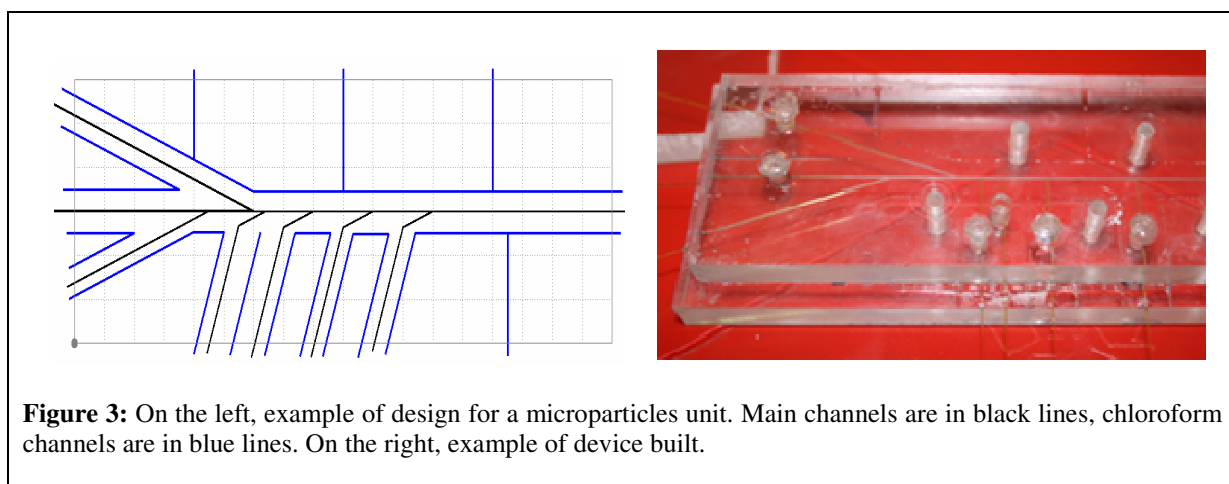 Figure 3: On the left, example of design for a microparticles unit. Main channels are in black lines, chloroform
channels are in blue lines. On the right, example of device built.